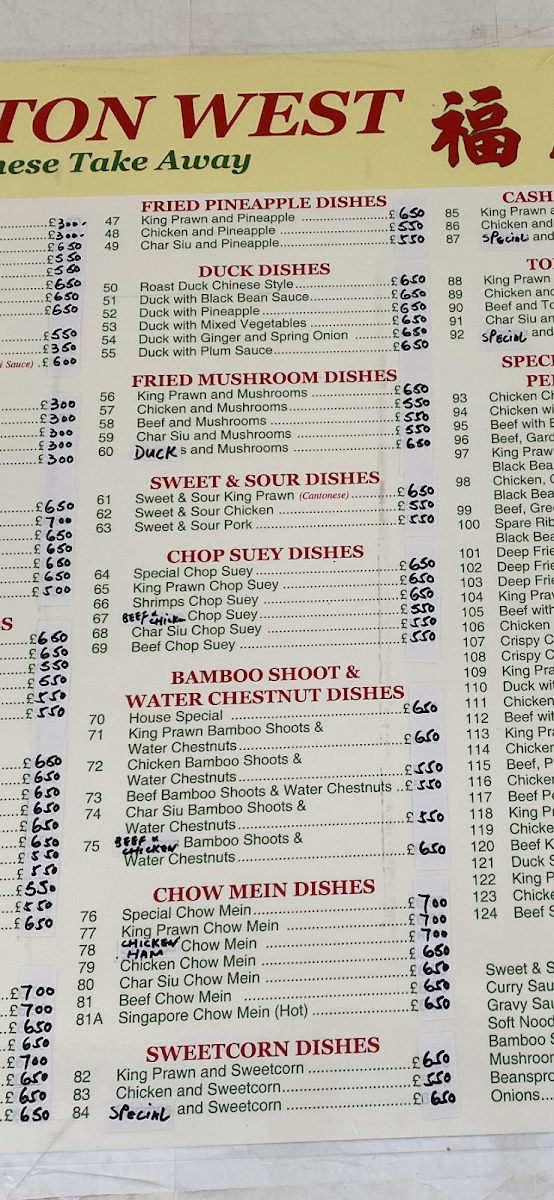 TON WEST 福
nese Take Away
£300-
£300-
£650
£550
£550
£650
£650
£650
£550
£350
i Sauce) .£600
£300
£300
£300
£300
£300
£650
£700
£650
£650
£650
£650
£500
S
£660
£650
£550
£550
£550
£550
£660
£650
£650
£650
£650
£650
£550
£550
£550
£550
£650
£700
£700
£650
£650
£700
£650
£650
£650
FRIED PINEAPPLE DISHES
47 King Prawn and Pineapple £650
48 Chicken and Pineapple £550
49 Char Siu and Pineapple £550
DUCK DISHES
50 Roast Duck Chinese Style £650
51 Duck with Black Bean Sauce £650
52 Duck with Pineapple £650
53 Duck with Mixed Vegetables £650
54 Duck with Ginger and Spring Onion £650
55 Duck with Plum Sauce £650
FRIED MUSHROOM DISHES
56 King Prawn and Mushrooms £650
57 Chicken and Mushrooms £550
58 Beef and Mushrooms £550
59 Char Siu and Mushrooms £550
60 DUCK s and Mushrooms £650
SWEET & SOUR DISHES
61 Sweet & Sour King Prawn (Cantonese) £650
62 Sweet & Sour Chicken £550
63 Sweet & Sour Pork £550
CHOP SUEY DISHES
64 Special Chop Suey £650
65 King Prawn Chop Suey £650
66 Shrimps Chop Suey £650
67 BEEF & Chicken Chop Suey £550
68 Char Siu Chop Suey £550
69 Beef Chop Suey £550
BAMBOO SHOOT &
WATER CHESTNUT DISHES
70 House Special £650
71 King Prawn Bamboo Shoots &
Water Chestnuts £650
72 Chicken Bamboo Shoots &
Water Chestnuts £550
73 Beef Bamboo Shoots & Water Chestnuts £550
74 Char Siu Bamboo Shoots &
Water Chestnuts £550
75 BEEF & CHICKEN Bamboo Shoots &
Water Chestnuts £650
CHOW MEIN DISHES
76 Special Chow Mein £700
77 King Prawn Chow Mein £700
78 CHICKEN HAM Chow Mein £700
79 Chicken Chow Mein £650
80 Char Siu Chow Mein £650
81 Beef Chow Mein £650
81A Singapore Chow Mein (Hot) £650
SWEETCORN DISHES
82 King Prawn and Sweetcorn £650
83 Chicken and Sweetcorn £550
84 SPECIAL and Sweetcorn £650
CASH
85 King Prawn a
86 Chicken and
87 SPECIAL and
TO
88 King Prawn
89 Chicken and
90 Beef and To
91 Char Siu an
92 SPECIAL and
SPEC
PE
93 Chicken Ch
94 Chicken wi
95 Beef with B
96 Beef, Gar
97 King Praw
Black Bea
98 Chicken, G
Black Bea
99 Beef, Gre
100 Spare Rib
Black Bea
101 Deep Frie
102 Deep Frie
103 Deep Frie
104 King Pra
105 Beef with
106 Chicken
107 Crispy C
108 Crispy C
109 King Pra
110 Duck wi
111 Chicken
112 Beef wit
113 King Pr
114 Chicken
115 Beef, P
116 Chicken
117 Beef Pe
118 King P
119 Chicke
120 Beef K
121 Duck S
122 King P
123 Chicke
124 Beef S
Sweet & S
Curry Sau
Gravy Sau
Soft Nood
Bamboo S
Mushroom
Beanspro
Onions...